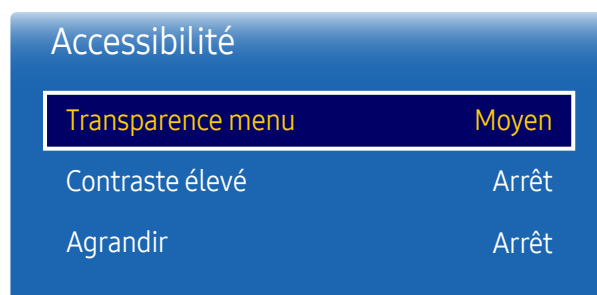 Accessibilité
Transparence menu Moyen
Contraste élevé Arrêt
Agrandir Arrêt